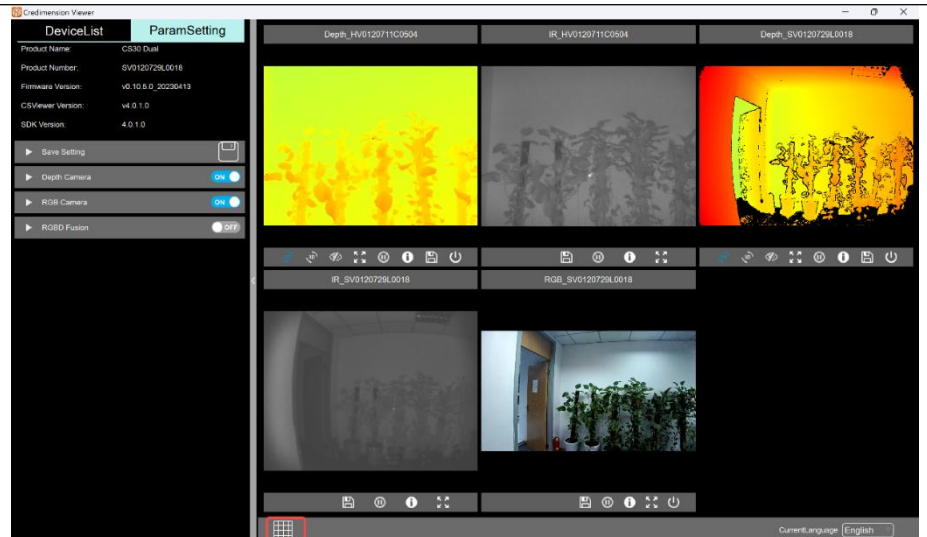 Credimension Viewer
DeviceList ParamSetting
Product Name: CS30 Dual
Product Number: SV0120729L0018
Firmware Version: v0.10.6.0_20230413
CSViewer Version: v4.0.1.0
SDK Version: 4.0.1.0
Save Setting
Depth Camera ON
RGB Camera ON
RGBD Fusion OFF
Depth_HV0120711C0504
IR_HV0120711C0504
Depth_SV0120729L0018
IR_SV0120729L0018
RGB_SV0120729L0018
CurrentLanguage English